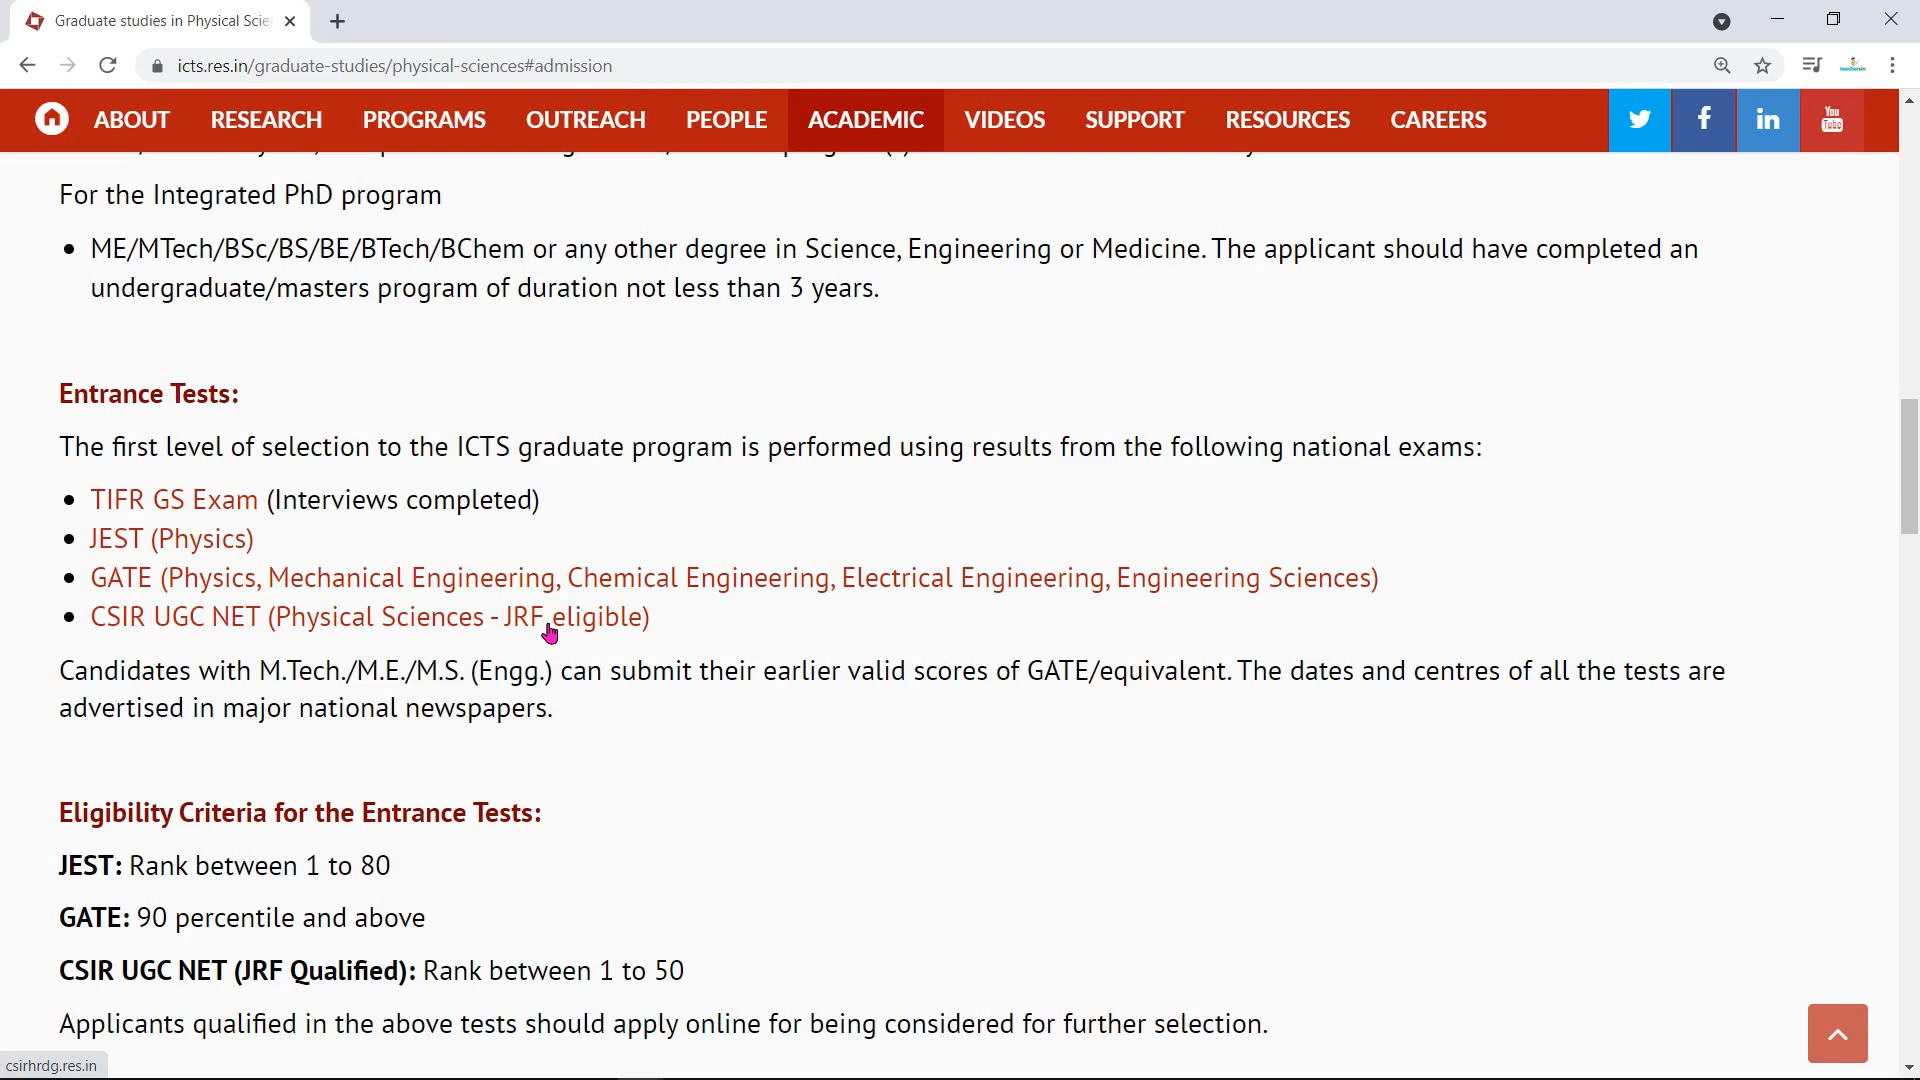 Graduate studies in Physical Scie
icts.res.in/graduate-studies/physical-sciences#admission
ABOUT RESEARCH PROGRAMS OUTREACH PEOPLE ACADEMIC VIDEOS SUPPORT RESOURCES CAREERS
You Tube
For the Integrated PhD program
ME/MTech/BSc/BS/BE/BTech/BChem or any other degree in Science, Engineering or Medicine. The applicant should have completed an
undergraduate/masters program of duration not less than 3 years.
Entrance Tests:
The first level of selection to the ICTS graduate program is performed using results from the following national exams:
TIFR GS Exam (Interviews completed)
JEST (Physics)
GATE (Physics, Mechanical Engineering, Chemical Engineering, Electrical Engineering, Engineering Sciences)
CSIR UGC NET (Physical Sciences - JRF eligible)
Candidates with M.Tech./M.E./M.S. (Engg.) can submit their earlier valid scores of GATE/equivalent. The dates and centres of all the tests are
advertised in major national newspapers.
Eligibility Criteria for the Entrance Tests:
JEST: Rank between 1 to 80
GATE: 90 percentile and above
CSIR UGC NET (JRF Qualified): Rank between 1 to 50
Applicants qualified in the above tests should apply online for being considered for further selection.
csirhrdg.res.in